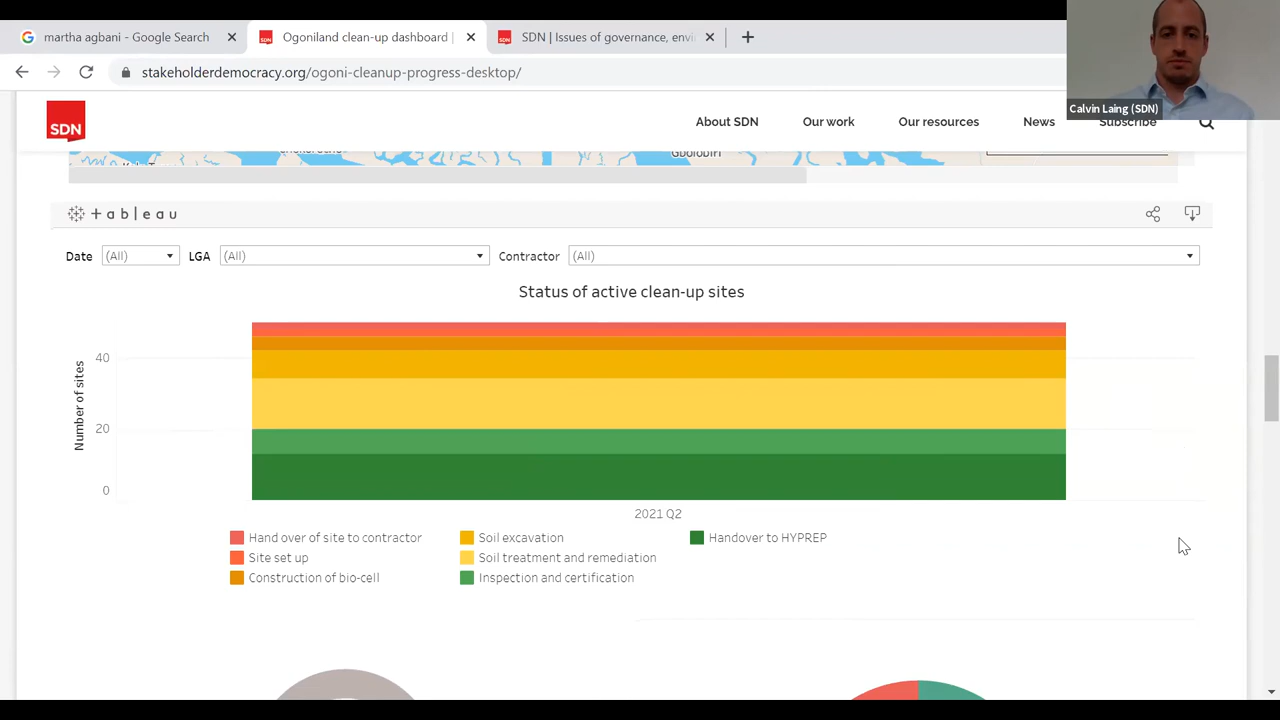 martha agbani - Google Search
Ogoniland clean-up dashboard |
SDN | Issues of governance, envi
stakeholderdemocracy.org/ogoni-cleanup-progress-desktop/
Calvin Laing (SDN)
SDN
About SDN Our work Our resources News Subscribe
+ a b | e a u
Date (All) LGA (All) Contractor (All)
Status of active clean-up sites
Number of sites
40
20
0
2021 Q2
Hand over of site to contractor Soil excavation Handover to HYPREP
Site set up Soil treatment and remediation
Construction of bio-cell Inspection and certification